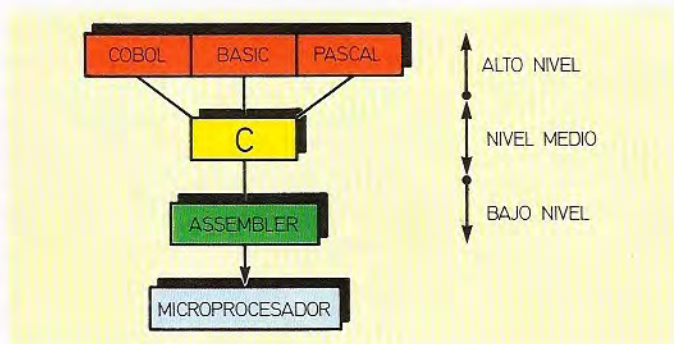 COBOL BASIC PASCAL
ALTO NIVEL
C
NIVEL MEDIO
ASSEMBLER
BAJO NIVEL
MICROPROCESADOR